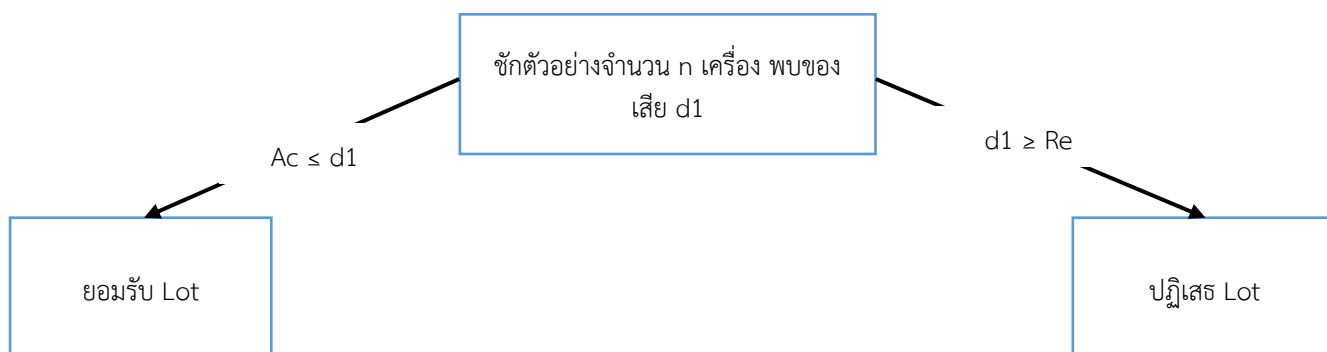 ชักตัวอย่างจำนวน n เครื่อง พบของ
เสีย d1
Ac ≤ d1
d1 ≥ Re
ยอมรับ Lot
ปฏิเสธ Lot